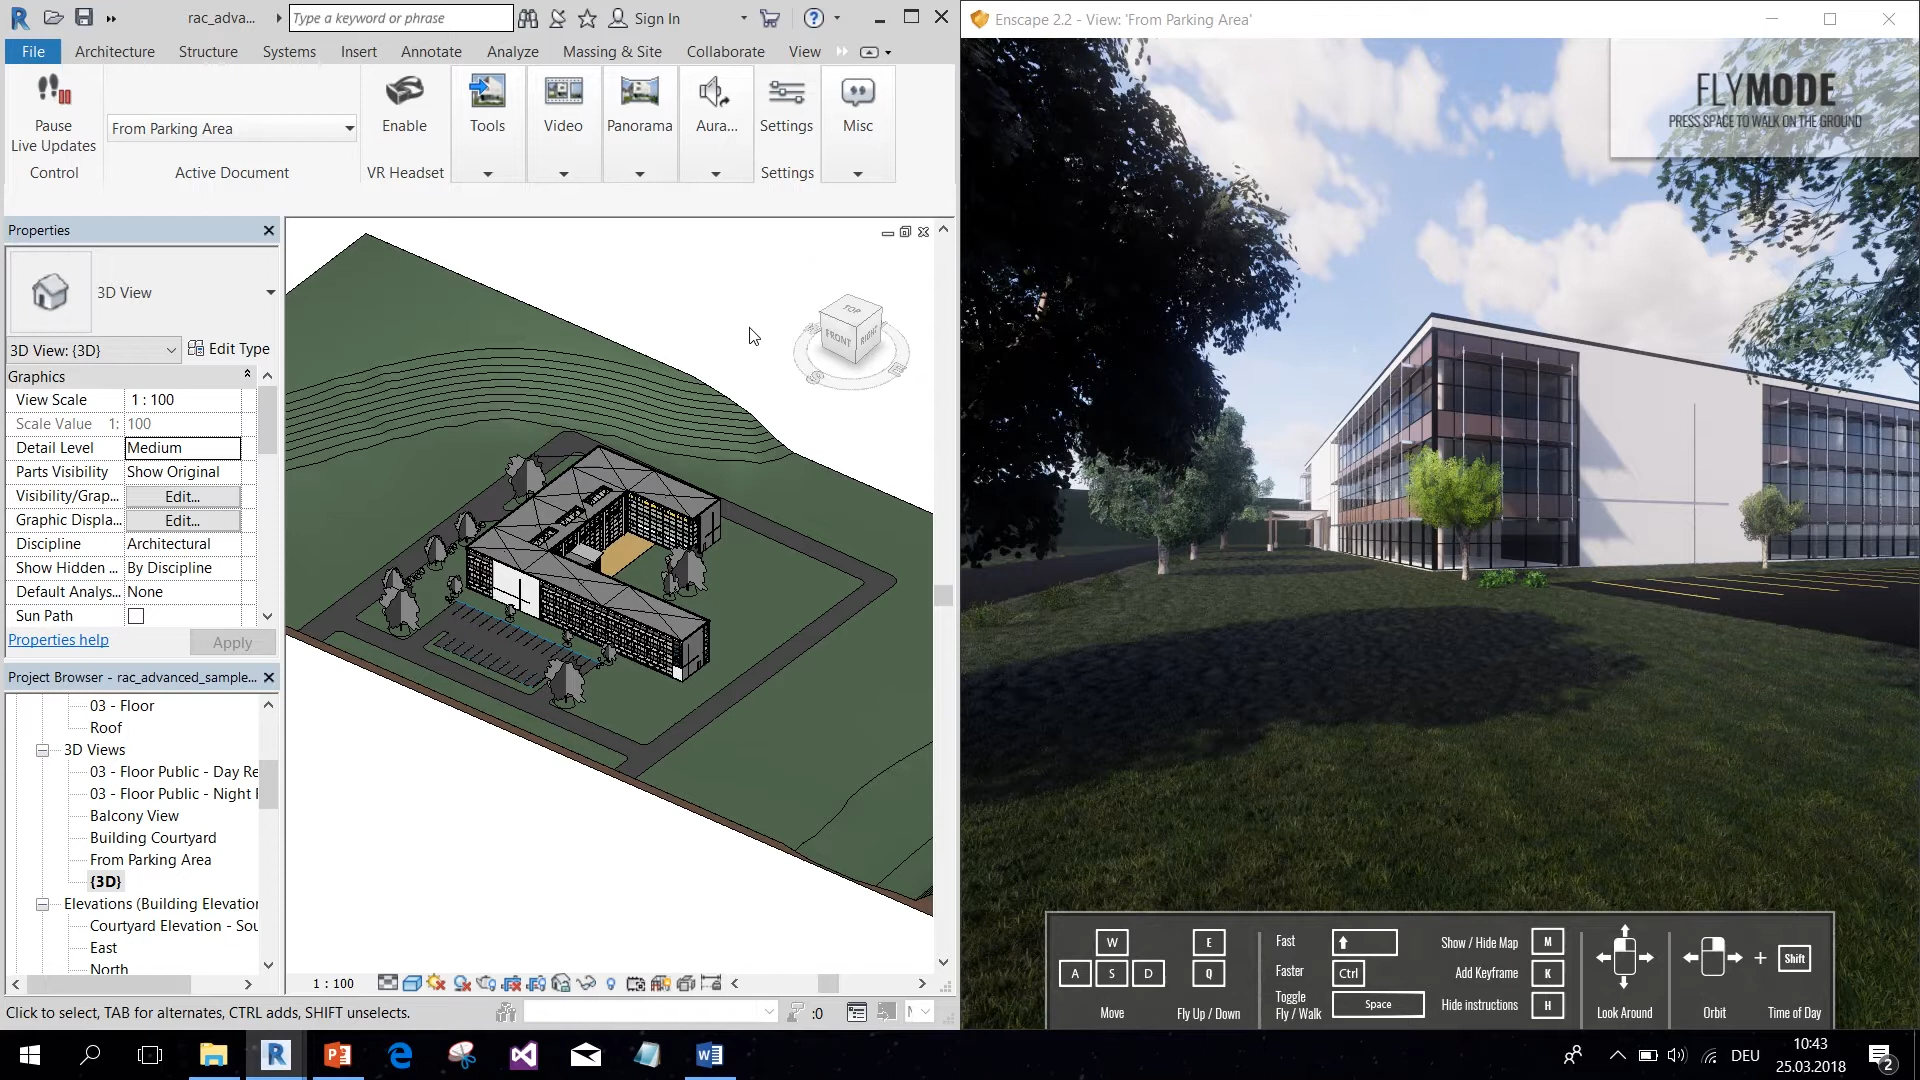 rac_adva...
Type a keyword or phrase
Sign In
File Architecture Structure Systems Insert Annotate Analyze Massing & Site Collaborate View
Pause
Live Updates
Control
From Parking Area
Active Document
Enable
VR Headset
Tools
Video
Panorama
Aura...
Settings
Settings
Misc
Properties
3D View
3D View: {3D}
Edit Type
Graphics
View Scale 1 : 100
Scale Value 1: 100
Detail Level Medium
Parts Visibility Show Original
Visibility/Grap... Edit...
Graphic Displa... Edit...
Discipline Architectural
Show Hidden ... By Discipline
Default Analys... None
Sun Path
Properties help
Apply
Project Browser - rac_advanced_sample...
03 - Floor
Roof
3D Views
03 - Floor Public - Day Re
03 - Floor Public - Night
Balcony View
Building Courtyard
From Parking Area
{3D}
Elevations (Building Elevation
Courtyard Elevation - Sou
East
North
TOP
FRONT
RIGHT
S
E
1 : 100
Click to select, TAB for alternates, CTRL adds, SHIFT unselects.
:0
Enscape 2.2 - View: 'From Parking Area'
FLYMODE
PRESS SPACE TO WALK ON THE GROUND
W
A S D
Move
E
Q
Fly Up / Down
Fast
Faster Ctrl
Toggle
Fly / Walk
Space
Show / Hide Map M
Add Keyframe K
Hide instructions H
Look Around
Orbit
+ Shift
Time of Day
DEU
10:43
25.03.2018
2